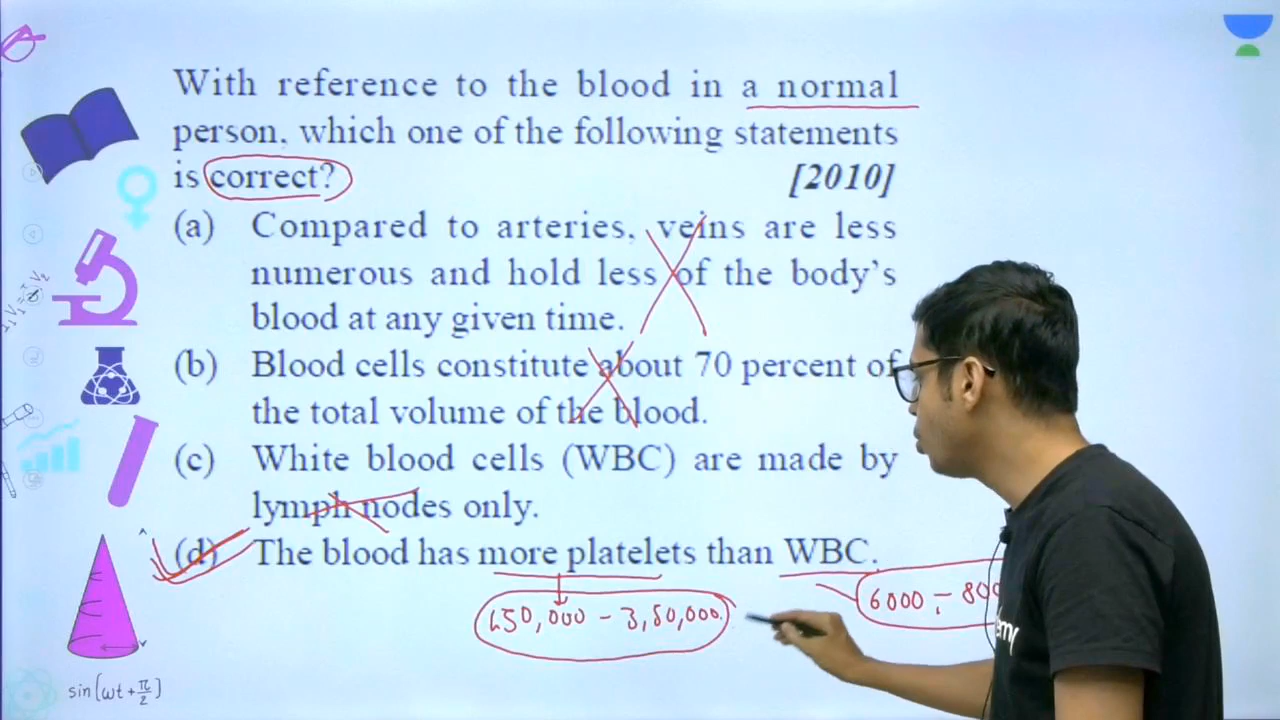 With reference to the blood in a normal
person, which one of the following statements
is correct? [2010]
(a) Compared to arteries, veins are less
numerous and hold less of the body's
blood at any given time.
(b) Blood cells constitute about 70 percent of
the total volume of the blood.
(c) White blood cells (WBC) are made by
lymph nodes only.
(d) The blood has more platelets than WBC.
6000 - 800
150,000 - 3,50,000
my
sin(ωt+π/2)